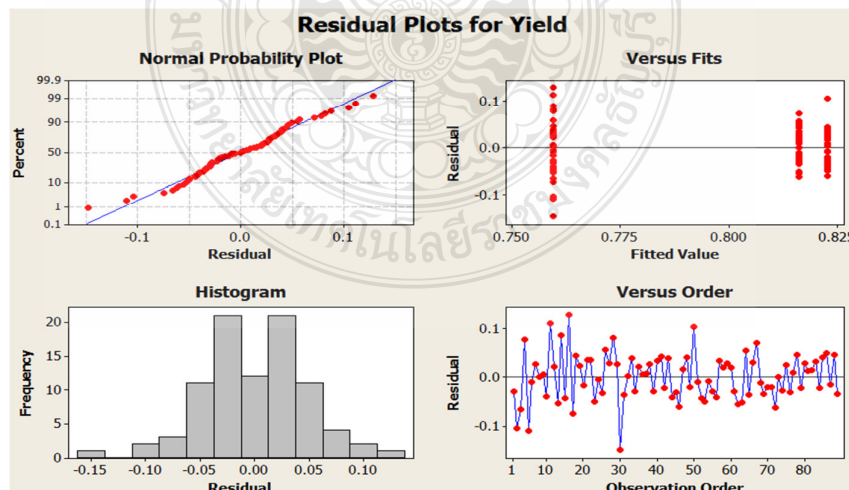 Residual Plots for Yield
Normal Probability Plot
Versus Fits
99.9
99
90
50
10
1
0.1
Percent
-0.1 0.0 0.1
Residual
0.1
0.0
-0.1
Residual
0.750 0.775 0.800 0.825
Fitted Value
Histogram
Versus Order
20
15
10
5
0
Frequency
-0.15 -0.10 -0.05 0.00 0.05 0.10
Residual
0.1
0.0
-0.1
Residual
1 10 20 30 40 50 60 70 80
Observation Order